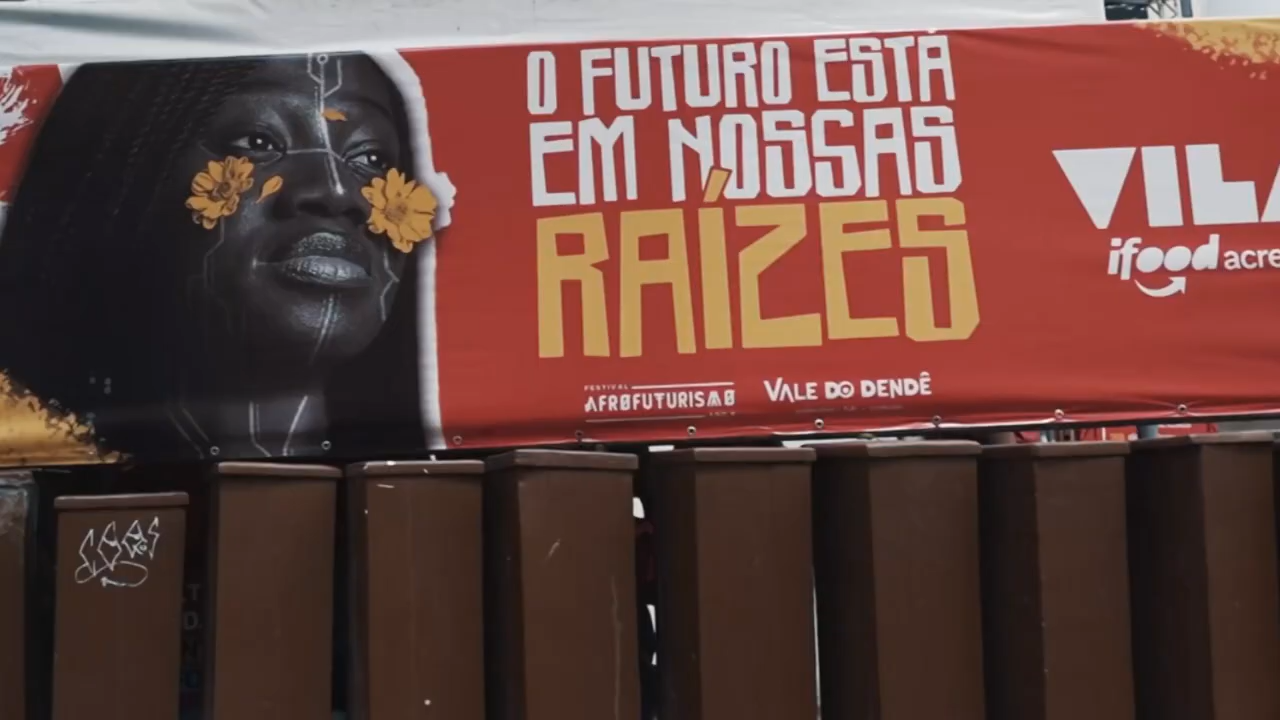 O FUTURO ESTÁ
EM NOSSAS
RAÍZES
FESTIVAL
AFROFUTURISMO
VALE DO DENDÊ
VILA
ifood acre